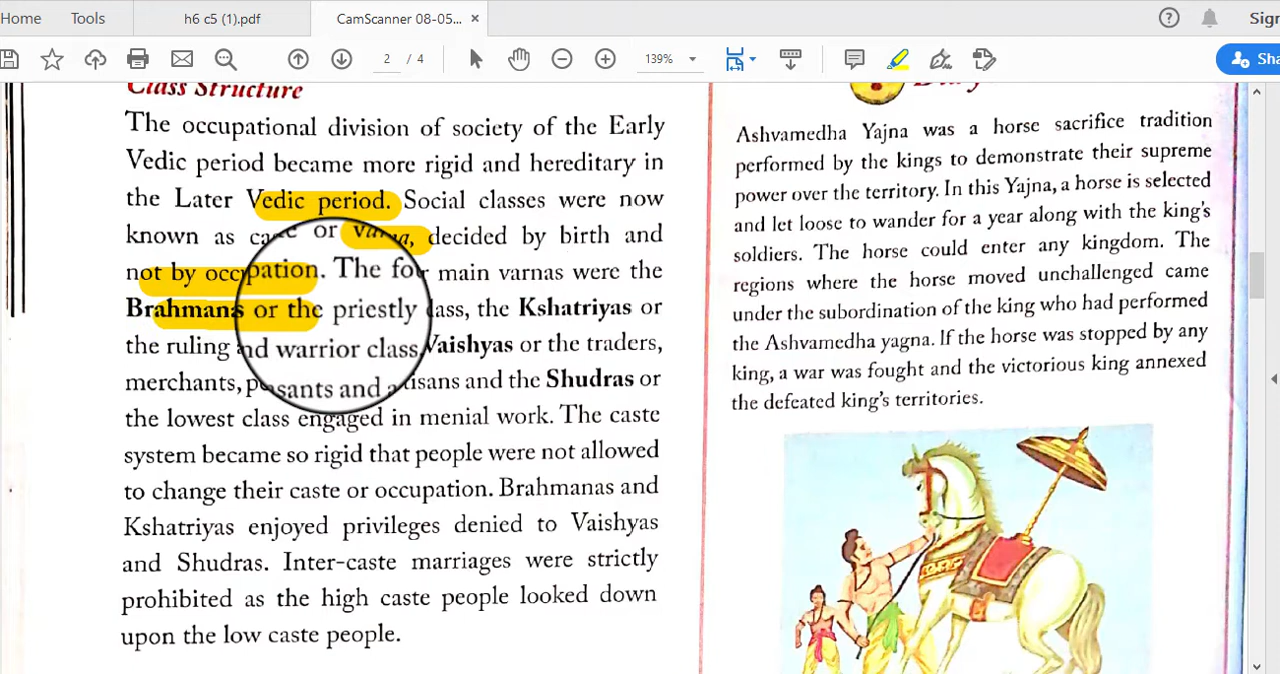 Home Tools h6 c5 (1).pdf CamScanner 08-05... × Sign
2 / 4 139% Sha
Class Structure
The occupational division of society of the Early
Vedic period became more rigid and hereditary in
the Later Vedic period. Social classes were now
known as caste or varna, decided by birth and
not by occupation. The four main varnas were the
Brahmans or the priestly class, the Kshatriyas or
the ruling and warrior class, Vaishyas or the traders,
merchants, peasants and artisans and the Shudras or
the lowest class engaged in menial work. The caste
system became so rigid that people were not allowed
to change their caste or occupation. Brahmanas and
Kshatriyas enjoyed privileges denied to Vaishyas
and Shudras. Inter-caste marriages were strictly
prohibited as the high caste people looked down
upon the low caste people.
Ashvamedha Yajna was a horse sacrifice tradition
performed by the kings to demonstrate their supreme
power over the territory. In this Yajna, a horse is selected
and let loose to wander for a year along with the king's
soldiers. The horse could enter any kingdom. The
regions where the horse moved unchallenged came
under the subordination of the king who had performed
the Ashvamedha yagna. If the horse was stopped by any
king, a war was fought and the victorious king annexed
the defeated king's territories.